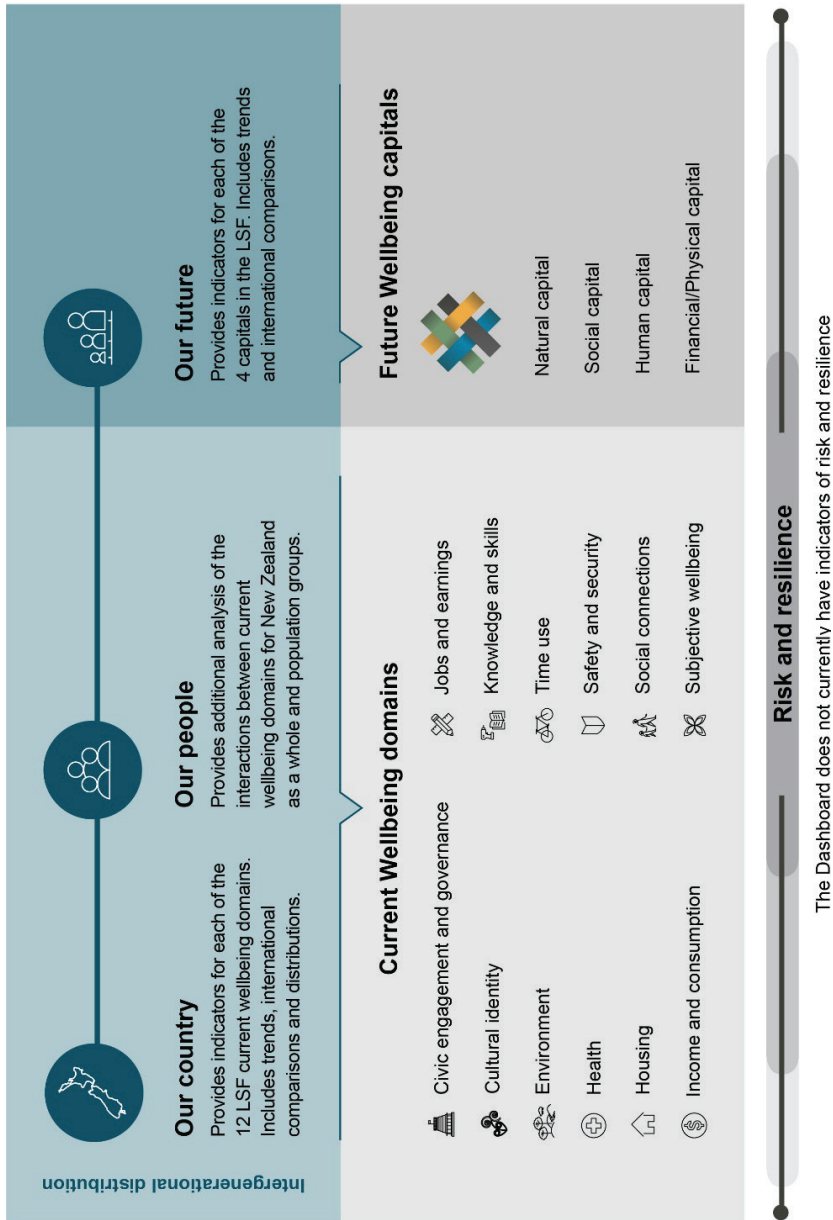 Intergenerational distribution
Our country
Provides indicators for each of the
12 LSF current wellbeing domains.
Includes trends, international
comparisons and distributions.
Our people
Provides additional analysis of the
interactions between current
wellbeing domains for New Zealand
as a whole and population groups.
Our future
Provides indicators for each of the
4 capitals in the LSF. Includes trends
and international comparisons.
Current Wellbeing domains
Civic engagement and governance
Cultural identity
Environment
Health
Housing
Income and consumption
Jobs and earnings
Knowledge and skills
Time use
Safety and security
Social connections
Subjective wellbeing
Future Wellbeing capitals
Natural capital
Social capital
Human capital
Financial/Physical capital
Risk and resilience
The Dashboard does not currently have indicators of risk and resilience